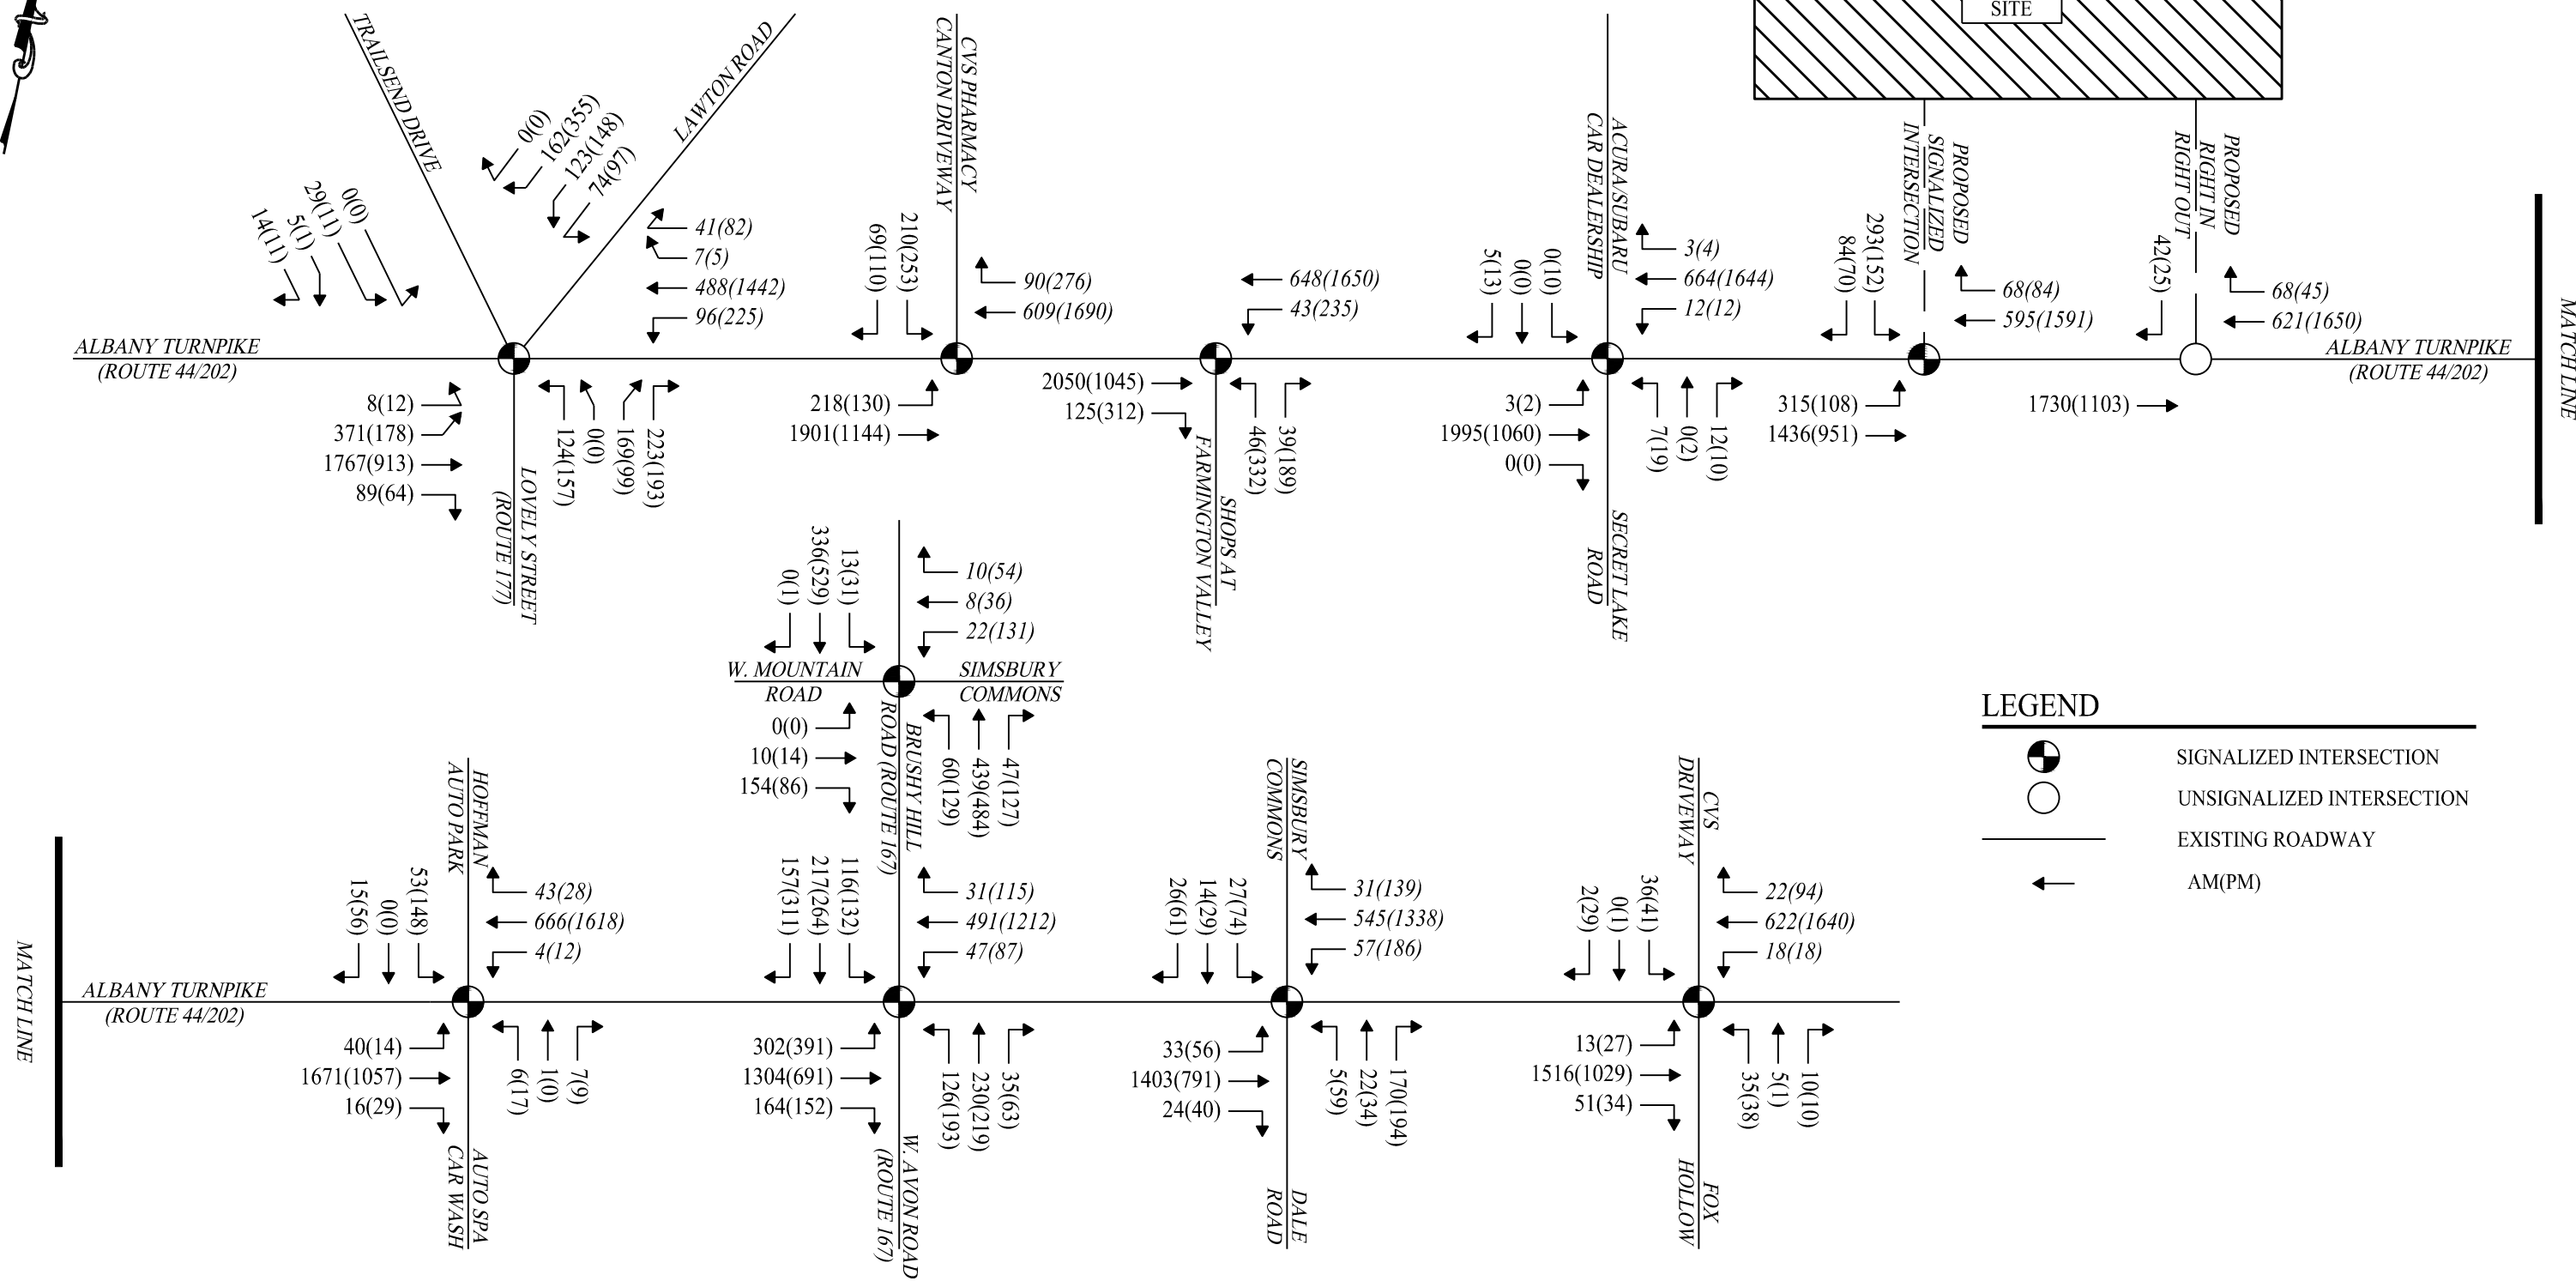 SITE
TRAILSEND DRIVE
LAWTON ROAD
0(0)
162(355)
123(148)
74(97)
14(11)
5(1)
29(11)
0(0)
41(82)
7(5)
488(1442)
96(225)
ALBANY TURNPIKE
(ROUTE 44/202)
8(12)
371(178)
1767(913)
89(64)
124(157)
0(0)
169(99)
223(193)
LOVELY STREET
(ROUTE 177)
CVS PHARMACY
CANTON DRIVEWAY
69(110)
210(253)
90(276)
609(1690)
218(130)
1901(1144)
648(1650)
43(235)
2050(1045)
125(312)
46(332)
39(189)
SHOPS AT
FARMINGTON VALLEY
ACURA/SUBARU
CAR DEALERSHIP
5(13)
0(0)
0(10)
3(4)
664(1644)
12(12)
3(2)
1995(1060)
0(0)
7(19)
0(2)
12(10)
SECRET LAKE
ROAD
PROPOSED
SIGNALIZED
INTERSECTION
84(70)
293(152)
68(84)
595(1591)
315(108)
1436(951)
PROPOSED
RIGHT IN
RIGHT OUT
42(25)
68(45)
621(1650)
1730(1103)
ALBANY TURNPIKE
(ROUTE 44/202)
MATCH LINE
0(1)
336(529)
13(31)
10(54)
8(36)
22(131)
W. MOUNTAIN
ROAD
SIMSBURY
COMMONS
0(0)
10(14)
154(86)
60(129)
439(484)
47(127)
BRUSHY HILL
ROAD (ROUTE 167)
LEGEND
SIGNALIZED INTERSECTION
UNSIGNALIZED INTERSECTION
EXISTING ROADWAY
AM(PM)
MATCH LINE
ALBANY TURNPIKE
(ROUTE 44/202)
HOFFMAN
AUTO PARK
15(56)
0(0)
53(148)
43(28)
666(1618)
4(12)
40(14)
1671(1057)
16(29)
6(17)
1(0)
7(9)
AUTO SPA
CAR WASH
157(311)
217(264)
116(132)
31(115)
491(1212)
47(87)
302(391)
1304(691)
164(152)
126(193)
230(219)
35(63)
W. AVON ROAD
(ROUTE 167)
SIMSBURY
COMMONS
26(61)
14(29)
27(74)
31(139)
545(1338)
57(186)
33(56)
1403(791)
24(40)
5(59)
22(34)
170(194)
DALE
ROAD
CVS
DRIVEWAY
2(29)
0(1)
36(41)
22(94)
622(1640)
18(18)
13(27)
1516(1029)
51(34)
35(38)
5(1)
10(10)
FOX
HOLLOW